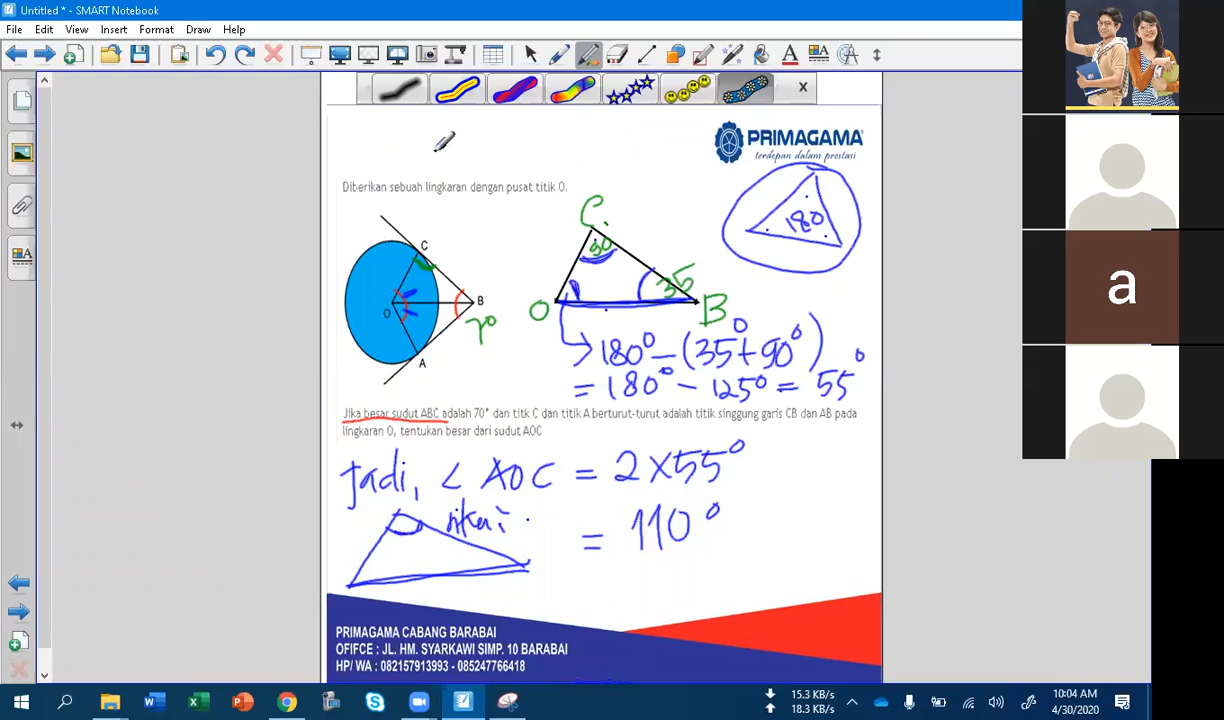 Untitled * - SMART Notebook
File Edit View Insert Format Draw Help
PRIMAGAMA
terdepan dalam prestasi
Diberikan sebuah lingkaran dengan pusat titik O.
C
B
O
A
70
C
90
35
O
B
180
180° - (35° + 90°)
= 180° - 125° = 55°
Jika besar sudut ABC adalah 70° dan titk C dan titik A berturut-turut adalah titik singgung garis CB dan AB pada
lingkaran O, tentukan besar dari sudut AOC
Jadi, ∠ AOC = 2 x 55°
siku²
= 110°
PRIMAGAMA CABANG BARABAI
OFIFCE : JL. HM. SYARKAWI SIMP. 10 BARABAI
HP/ WA : 082157913993 - 085247766418
a
15.3 KB/s
18.3 KB/s
10:04 AM
4/30/2020